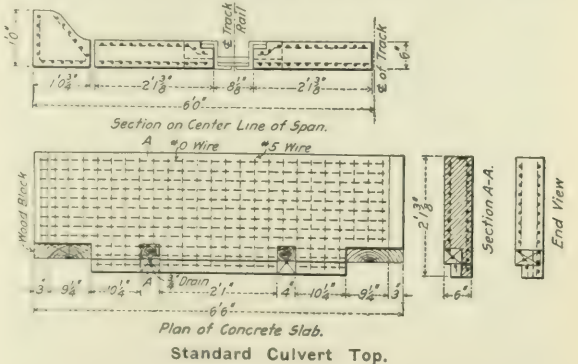 1'0"
℄ Track
Rail
6"
℄ of Track
1'0¼"
2'1⅜"
8½"
2'1⅜"
6'0"
Section on Center Line of Span.
A
#0 Wire
#5 Wire
Wood Block
2'1⅜"
Section A-A.
End View
A
¾" Drain
3"
9¼"
10¼"
2'1"
4"
10¼"
9¼"
3"
6"
6'6"
Plan of Concrete Slab.
Standard Culvert Top.